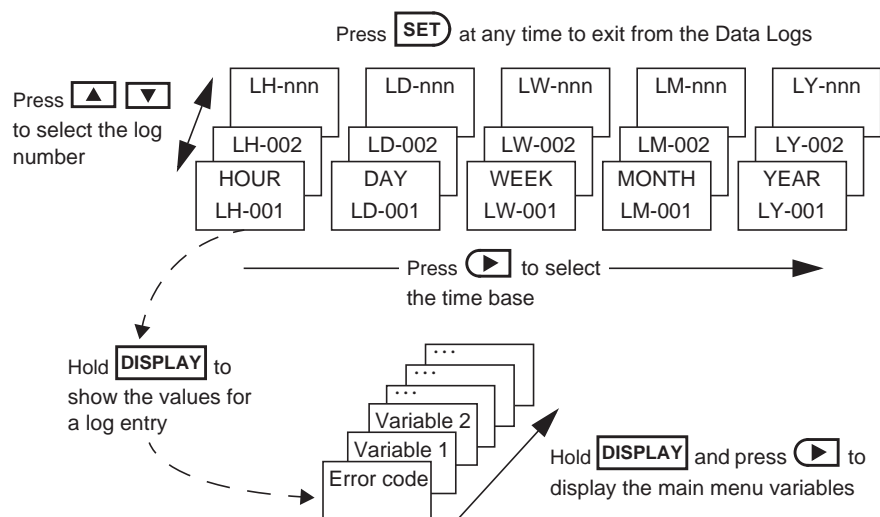 Press SET at any time to exit from the Data Logs
Press ▲ ▼
to select the log
number
LH-nnn LD-nnn LW-nnn LM-nnn LY-nnn
LH-002 LD-002 LW-002 LM-002 LY-002
HOUR DAY WEEK MONTH YEAR
LH-001 LD-001 LW-001 LM-001 LY-001
Press ▶ to select
the time base
Hold DISPLAY to
show the values for
a log entry
...
...
...
Variable 2
Variable 1
Error code
Hold DISPLAY and press ▶ to
display the main menu variables